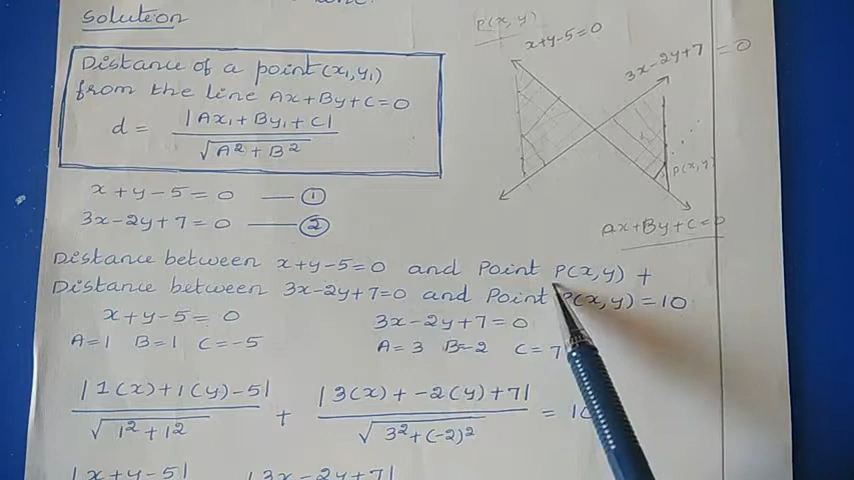 Solution
Distance of a point (x₁,y₁)
from the line Ax+By+C=0
d = |Ax₁+By₁+C| / √A²+B²
P(x,y)
x+y-5=0
3x-2y+7=0
P(x,y)
Ax+By+C=0
x+y-5=0 — ①
3x-2y+7=0 — ②
Distance between x+y-5=0 and Point P(x,y) +
Distance between 3x-2y+7=0 and Point P(x,y) = 10
x+y-5=0 3x-2y+7=0
A=1 B=1 C=-5 A=3 B=-2 C=7
|1(x)+1(y)-5| / √1²+1² + |3(x)+-2(y)+7| / √3²+(-2)² = 10
|x+y-5| |3x-2y+7|